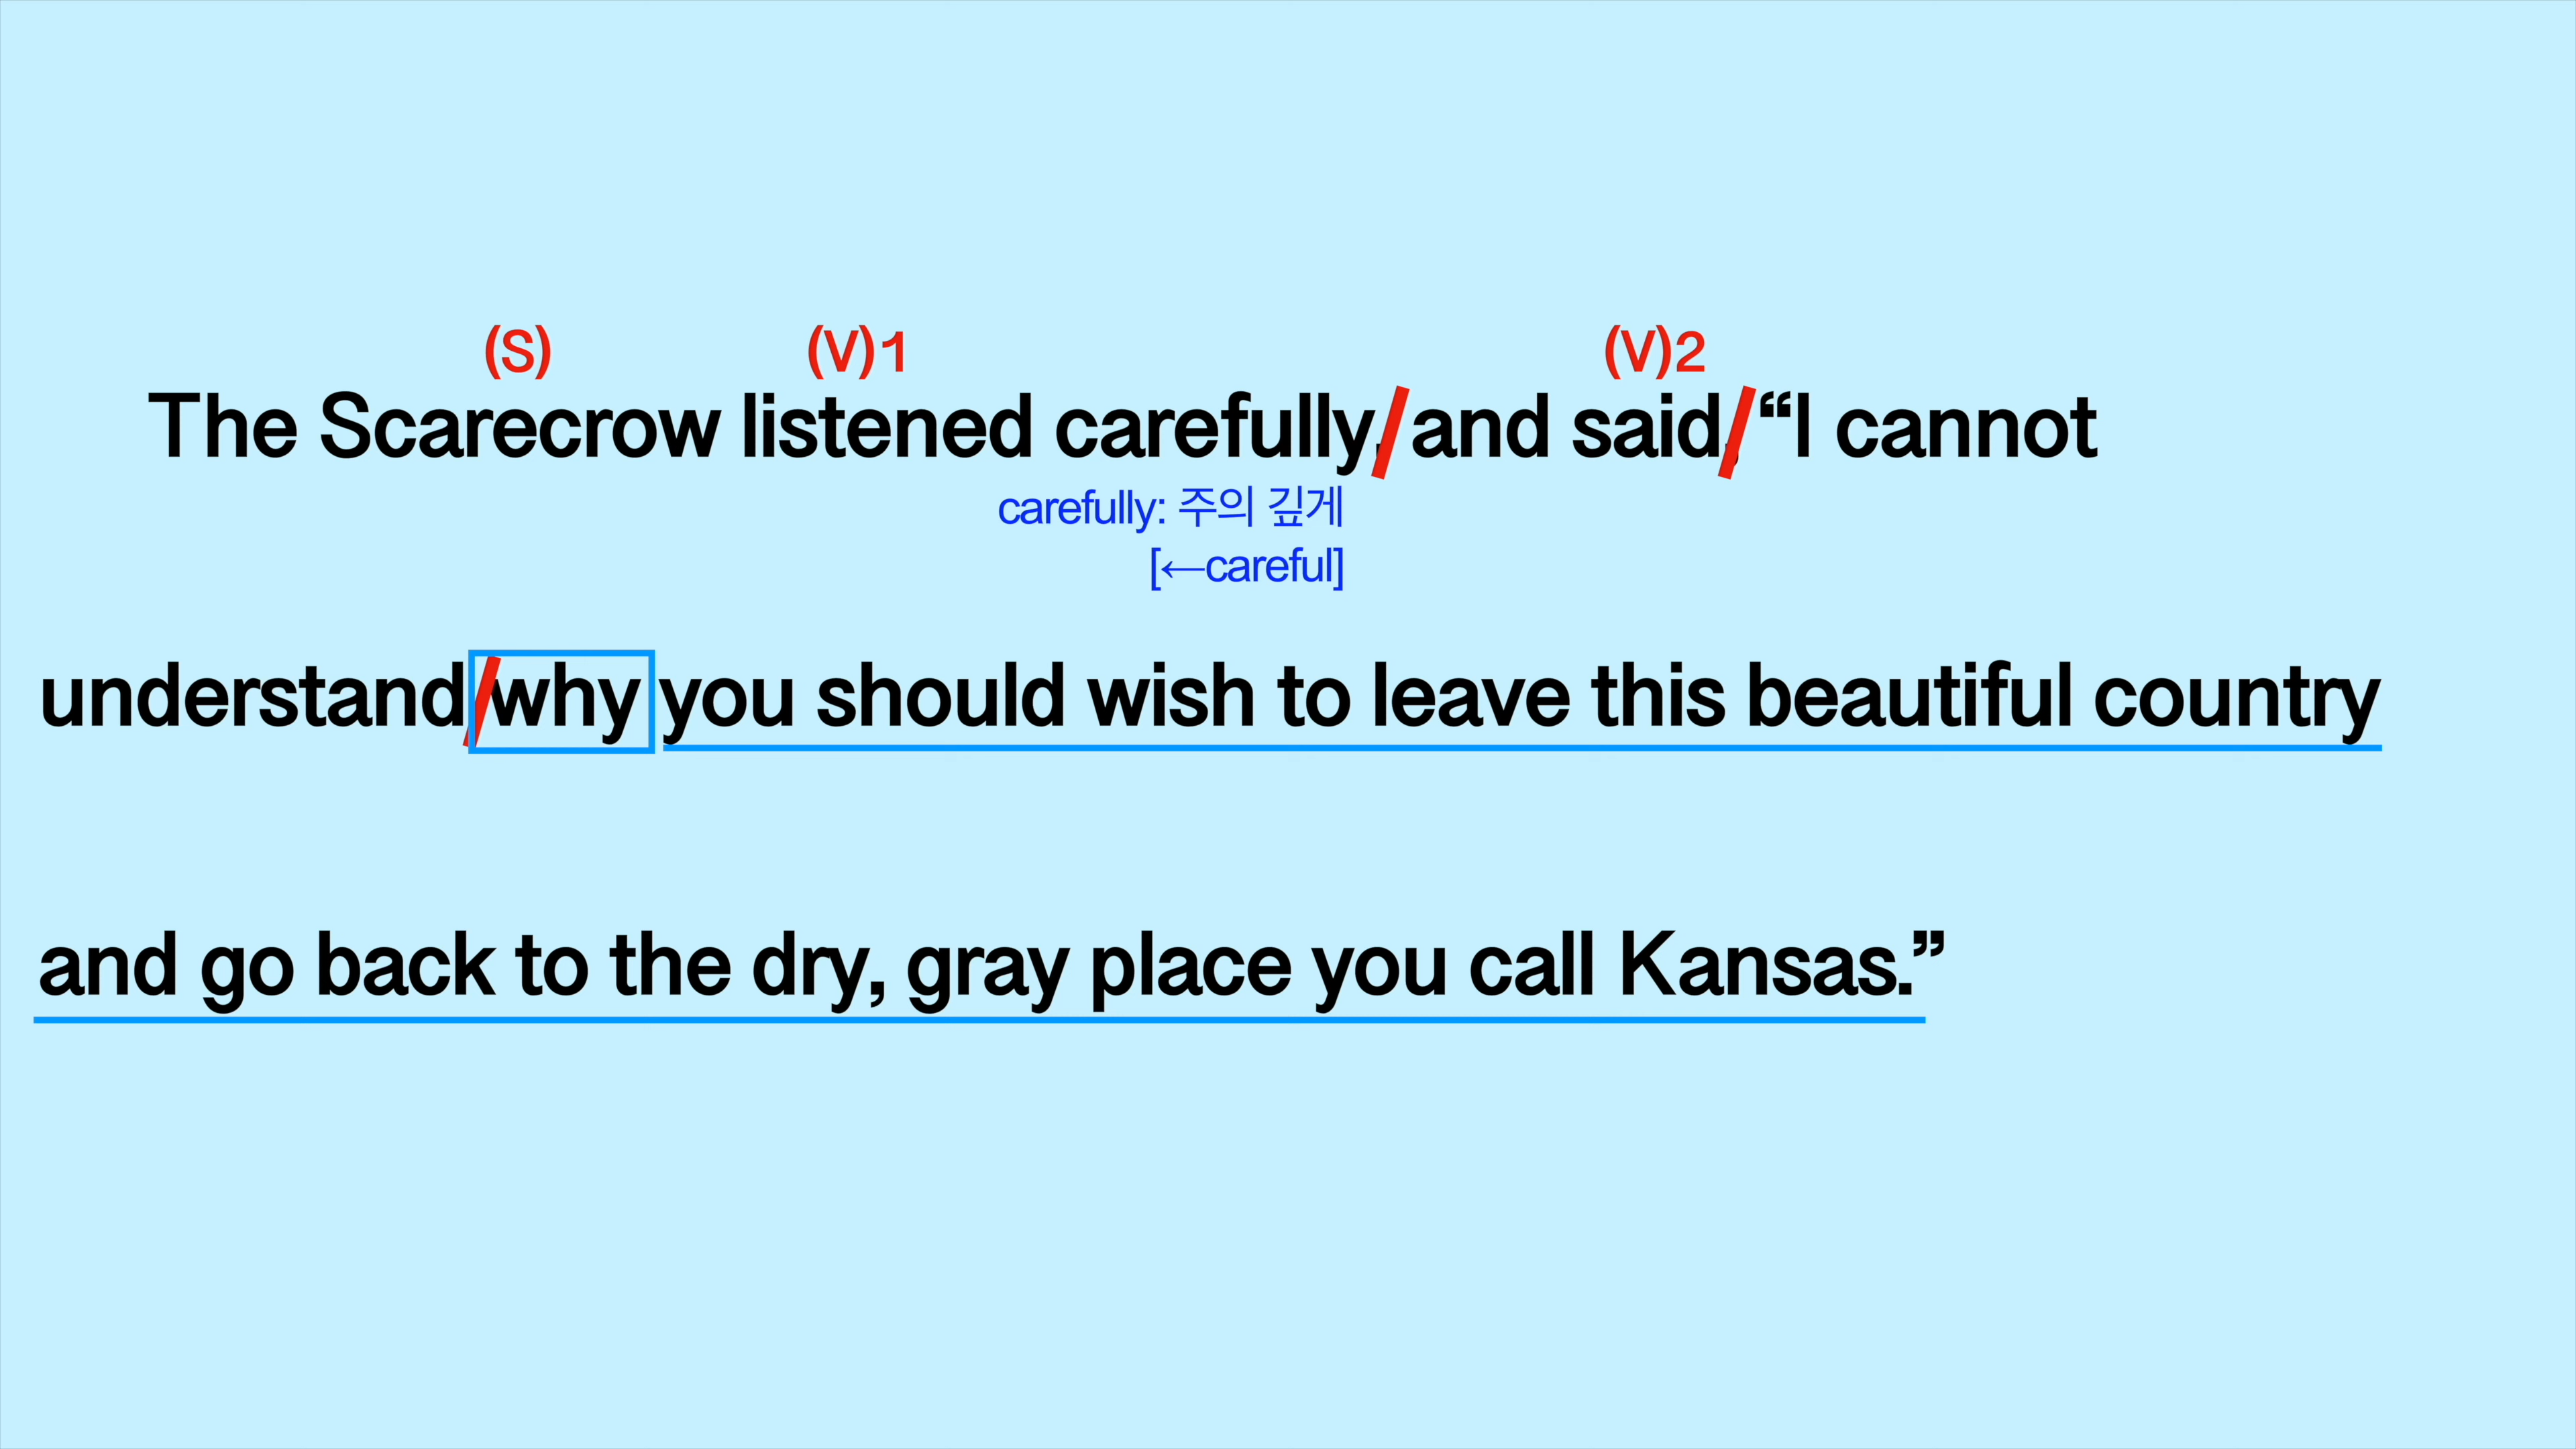 (S) (V)1 (V)2
The Scarecrow listened carefully, and said, “I cannot
carefully: 주의 깊게
[←careful]
understand why you should wish to leave this beautiful country
and go back to the dry, gray place you call Kansas.”